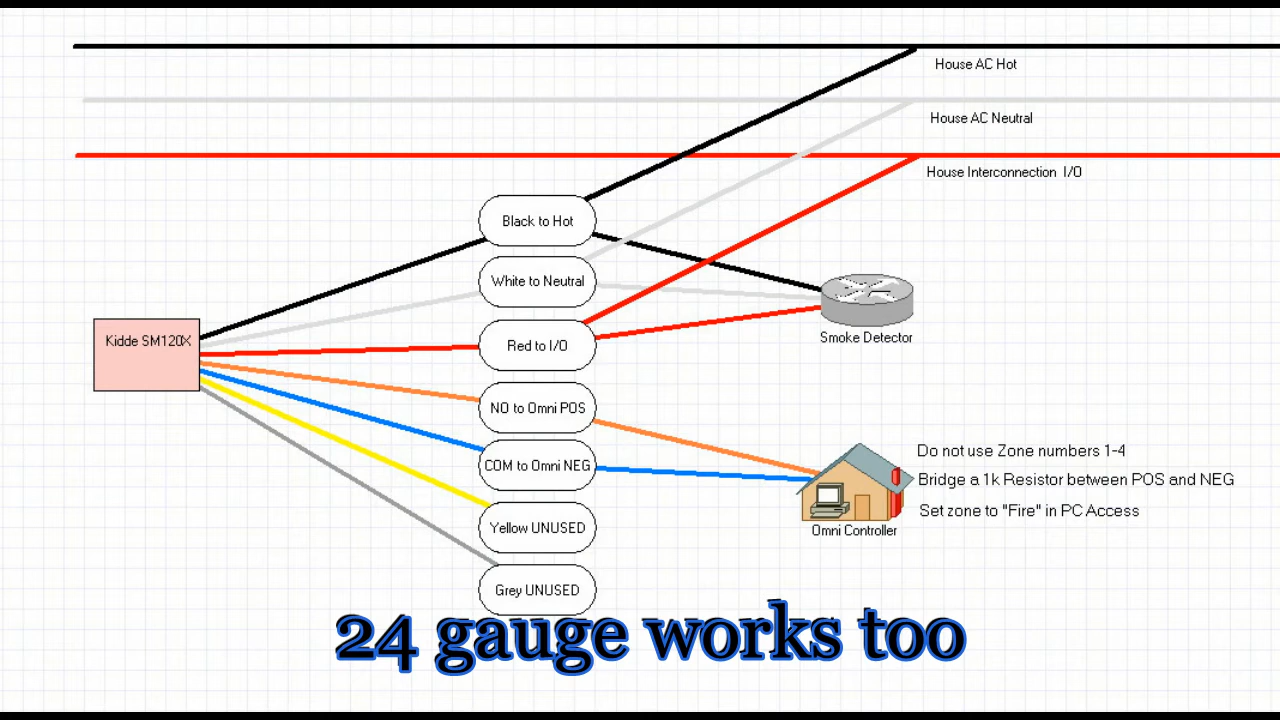 House AC Hot
House AC Neutral
House Interconnection I/O
Black to Hot
White to Neutral
Kidde SM120X
Red to I/O
Smoke Detector
NO to Omni POS
COM to Omni NEG
Do not use Zone numbers 1-4
Bridge a 1k Resistor between POS and NEG
Set zone to "Fire" in PC Access
Omni Controller
Yellow UNUSED
Grey UNUSED
24 gauge works too